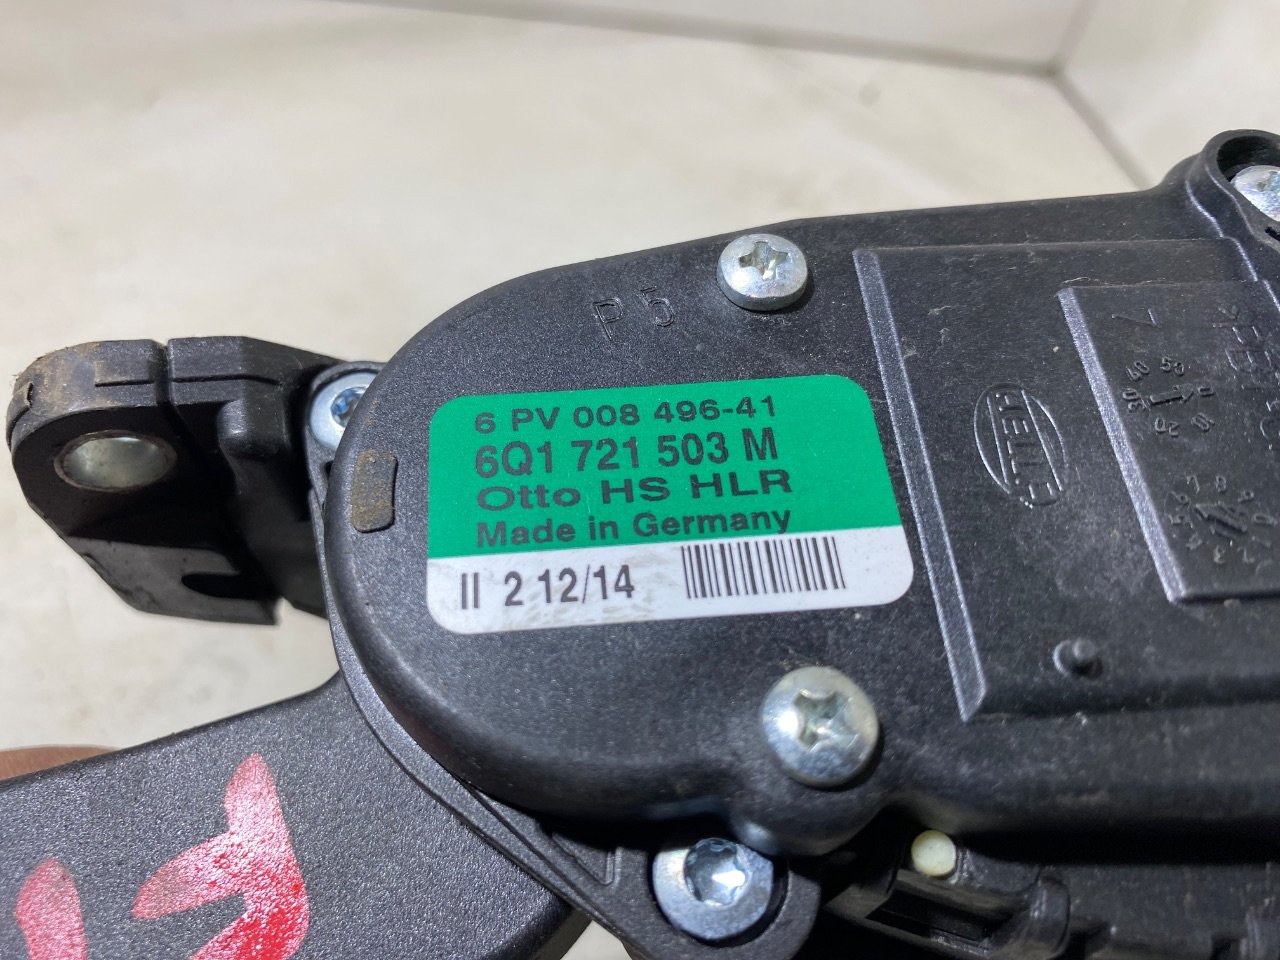 P5
6 PV 008 496-41
6Q1 721 503 M
Otto HS HLR
Made in Germany
II 2 12/14
HELLA